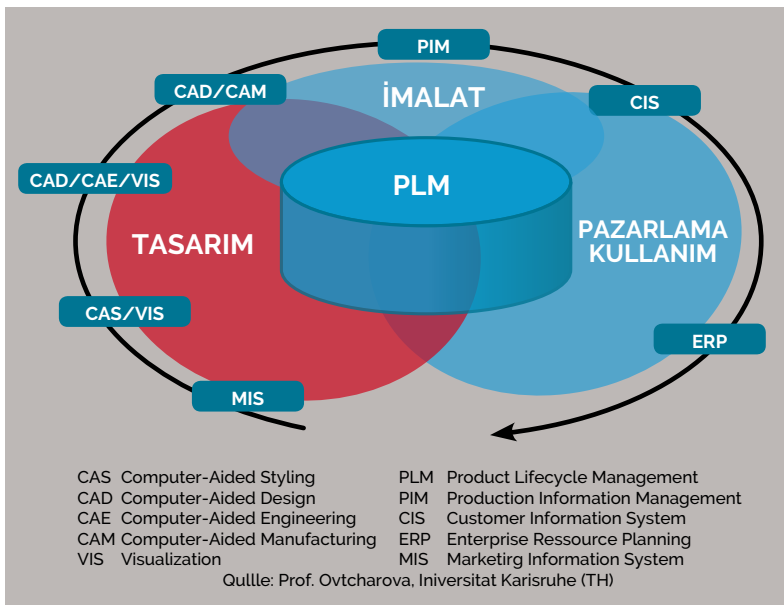 PIM
CAD/CAM
İMALAT
CIS
CAD/CAE/VIS
PLM
TASARIM
PAZARLAMA
KULLANIM
CAS/VIS
ERP
MIS
CAS Computer-Aided Styling
CAD Computer-Aided Design
CAE Computer-Aided Engineering
CAM Computer-Aided Manufacturing
VIS Visualization
PLM Product Lifecycle Management
PIM Production Information Management
CIS Customer Information System
ERP Enterprise Ressource Planning
MIS Marketirg Information System
Qullle: Prof. Ovtcharova, Iniversitat Karisruhe (TH)